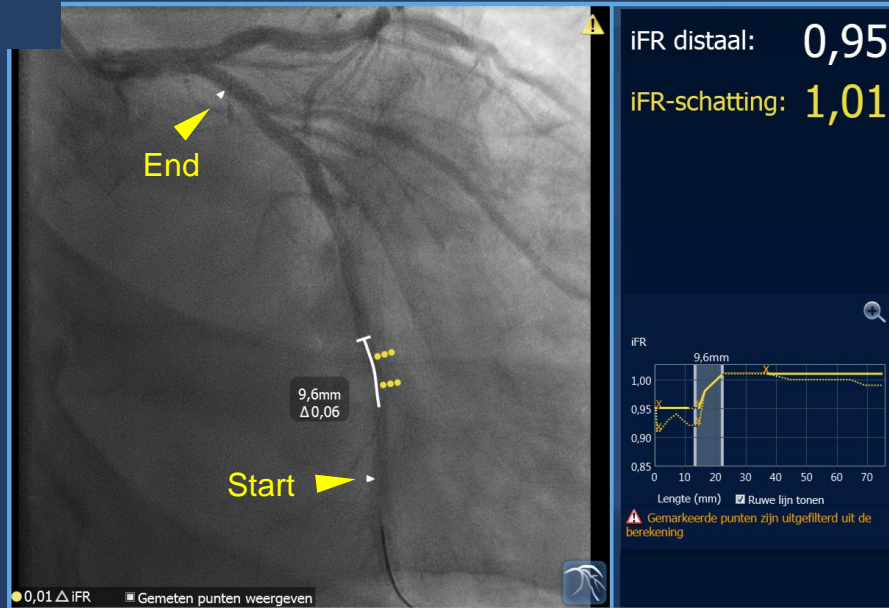 End
9,6mm
Δ0,06
Start
0,01 △ iFR
Gemeten punten weergeven
iFR distaal: 0,95
iFR-schatting: 1,01
iFR
9,6mm
1,00
0,95
0,90
0,85
0 10 20 30 40 50 60 70
Lengte (mm) Ruwe lijn tonen
Gemarkeerde punten zijn uitgefilterd uit de
berekening